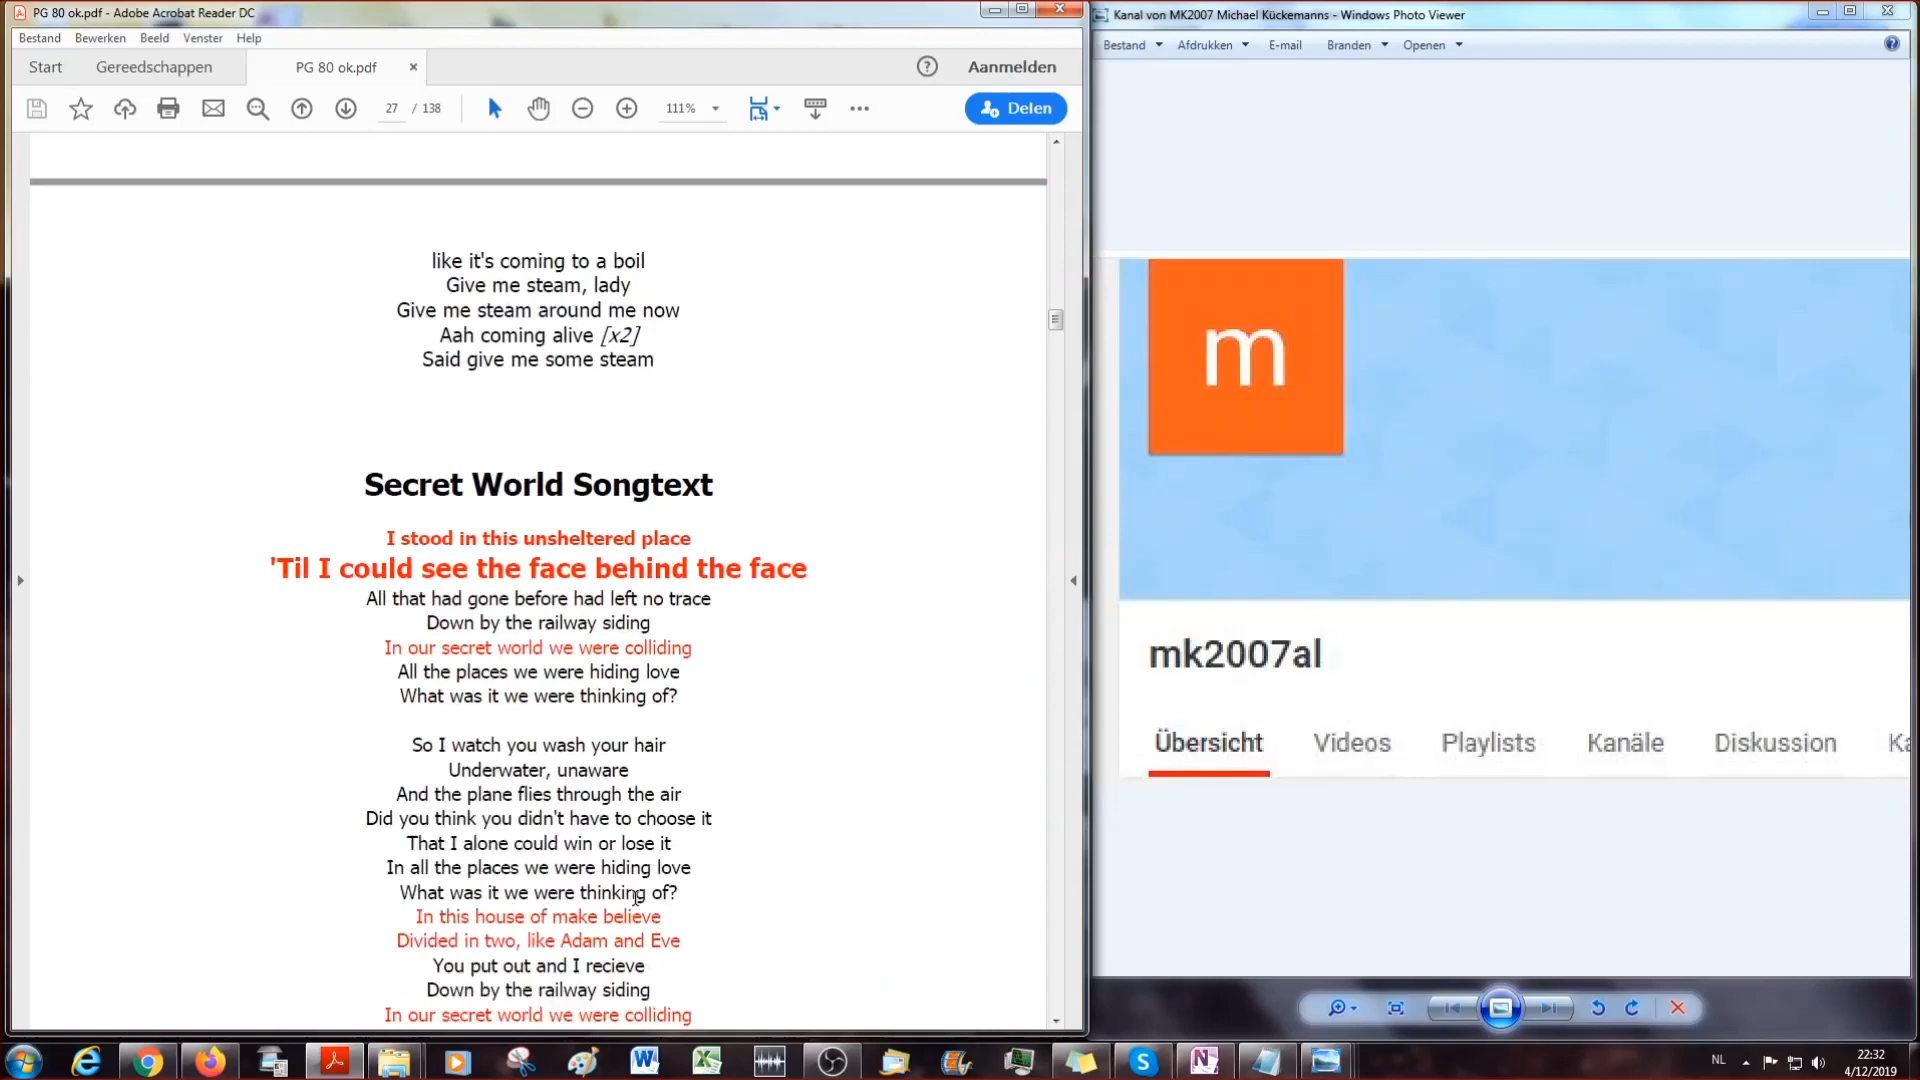 PG 80 ok.pdf - Adobe Acrobat Reader DC
Bestand Bewerken Beeld Venster Help
Start Gereedschappen PG 80 ok.pdf × Aanmelden
27 / 138 111% Delen
like it's coming to a boil
Give me steam, lady
Give me steam around me now
Aah coming alive [x2]
Said give me some steam
Secret World Songtext
I stood in this unsheltered place
'Til I could see the face behind the face
All that had gone before had left no trace
Down by the railway siding
In our secret world we were colliding
All the places we were hiding love
What was it we were thinking of?
So I watch you wash your hair
Underwater, unaware
And the plane flies through the air
Did you think you didn't have to choose it
That I alone could win or lose it
In all the places we were hiding love
What was it we were thinking of?
In this house of make believe
Divided in two, like Adam and Eve
You put out and I recieve
Down by the railway siding
In our secret world we were colliding
Kanal von MK2007 Michael Kückemanns - Windows Photo Viewer
Bestand Afdrukken E-mail Branden Openen
m
mk2007al
Übersicht Videos Playlists Kanäle Diskussion Ka
NL 22:32
4/12/2019